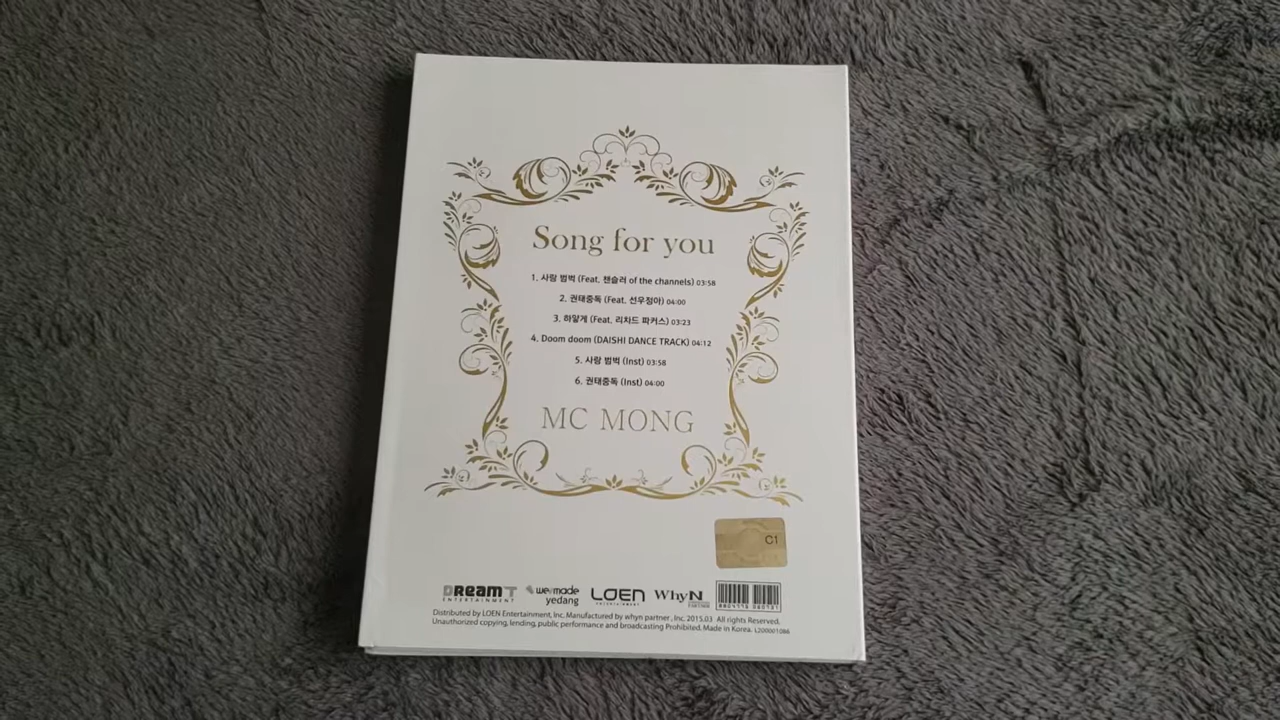 Song for you
1. 사랑 범벅 (Feat. 챈슬러 of the channels) 03:58
2. 권태중독 (Feat. 선우정아) 04:00
3. 하얗게 (Feat. 리차드 파커스) 03:23
4. Doom doom (DAISHI DANCE TRACK) 04:12
5. 사랑 범벅 (Inst) 03:58
6. 권태중독 (Inst) 04:00
MC MONG
C1
DREAMT
ENTERTAINMENT
wemade
yedang
LOEN
ENTERTAINMENT
WhyN
Distributed by LOEN Entertainment, Inc. Manufactured by whyn partner, Inc. 2015.03 All rights Reserved,
Unauthorized copying, lending, public performance and broadcasting Prohibited. Made in Korea. L200001086